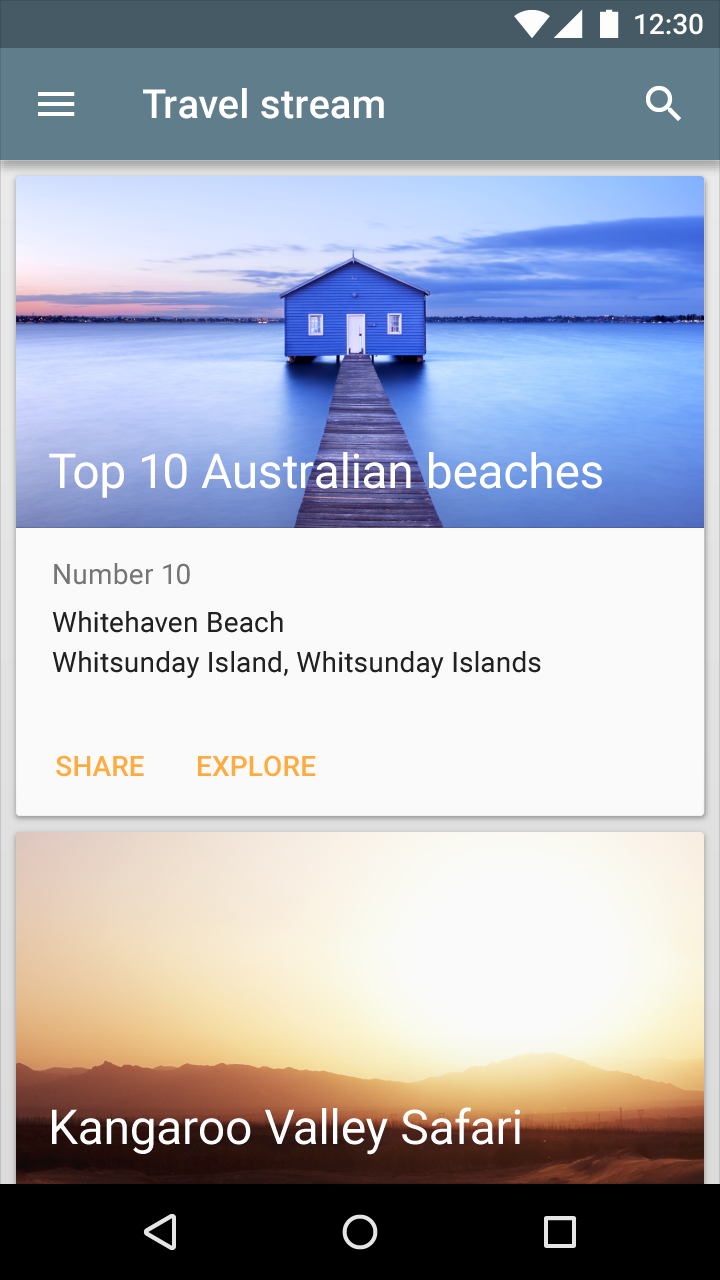 12:30
Travel stream
Top 10 Australian beaches
Number 10
Whitehaven Beach
Whitsunday Island, Whitsunday Islands
SHARE EXPLORE
Kangaroo Valley Safari